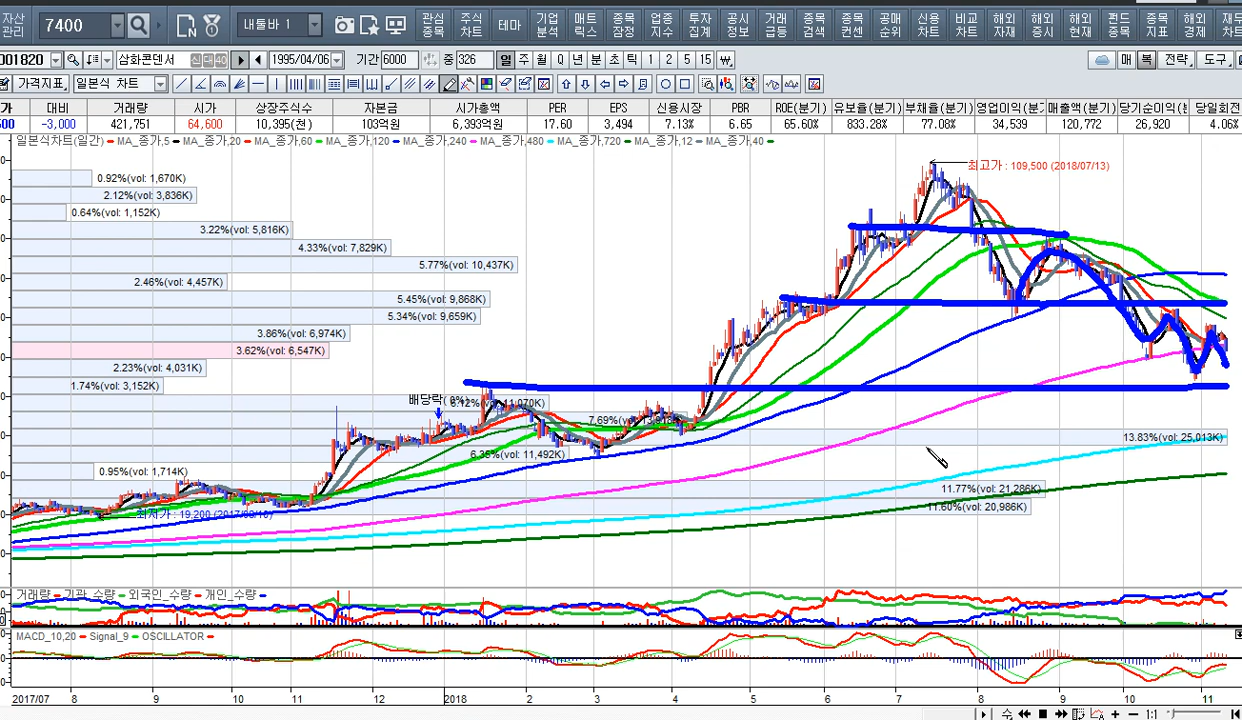 자산 관리 7400 내툴바 1 관심 종목 주식 차트 테마 기업 분석 매트 릭스 종목 잠정 업종 지수 투자 집계 공시 정보 거래 급등 종목 검색 종목 컨센 공매 순위 신용 차트 비교 차트 해외 자재 해외 증시 해외 현재 펀드 차트 종목 지표 해외 경제
001820 삼화콘덴서 신 대 40 1995/04/06 기간 6000 중 326 일 주 월 Q 년 분 초 틱 1 2 5 15 매 복 전략 도구
가격지표 일본식 차트
가 대비 거래량 시가 상장주식수 자본금 시가총액 PER EPS 신용시장 PBR ROE(분기) 유보율(분기) 부채율(분기) 영업이익(분기: 매출액(분기) 당기순이익(분 당일회전
500 -3,000 421,751 64,600 10,395(천) 103억원 6,393억원 17.60 3,494 7.13% 6.65 65.60% 833.28% 77.08% 34,539 120,772 26,920 4.06%
일본식차트(일간) MA_종가,5 MA_종가,20 MA_종가,60 MA_종가,120 MA_종가,240 MA_종가,480 MA_종가,720 MA_종가,12 MA_종가,40
최고가 : 109,500 (2018/07/13)
0.92%(vol: 1,670K)
2.12%(vol: 3,836K)
0.64%(vol: 1,152K)
3.22%(vol: 5,816K)
4.33%(vol: 7,829K)
5.77%(vol: 10,437K)
2.46%(vol: 4,457K)
5.45%(vol: 9,868K)
5.34%(vol: 9,659K)
3.86%(vol: 6,974K)
3.62%(vol: 6,547K)
2.23%(vol: 4,031K)
1.74%(vol: 3,152K)
배당락( 0%)
11,070K)
7.69%
13.83%(vol: 25,013K)
6.35%(vol: 11,492K)
0.95%(vol: 1,714K)
11.77%(vol: 21,286K)
11.60%(vol: 20,986K)
최저가 : 19,200
거래량 기관_수량 외국인_수량 개인_수량
MACD_10,20 Signal_9 OSCILLATOR
2017/07 8 9 10 11 12 2018 2 3 4 5 6 7 8 9 10 11
1:1